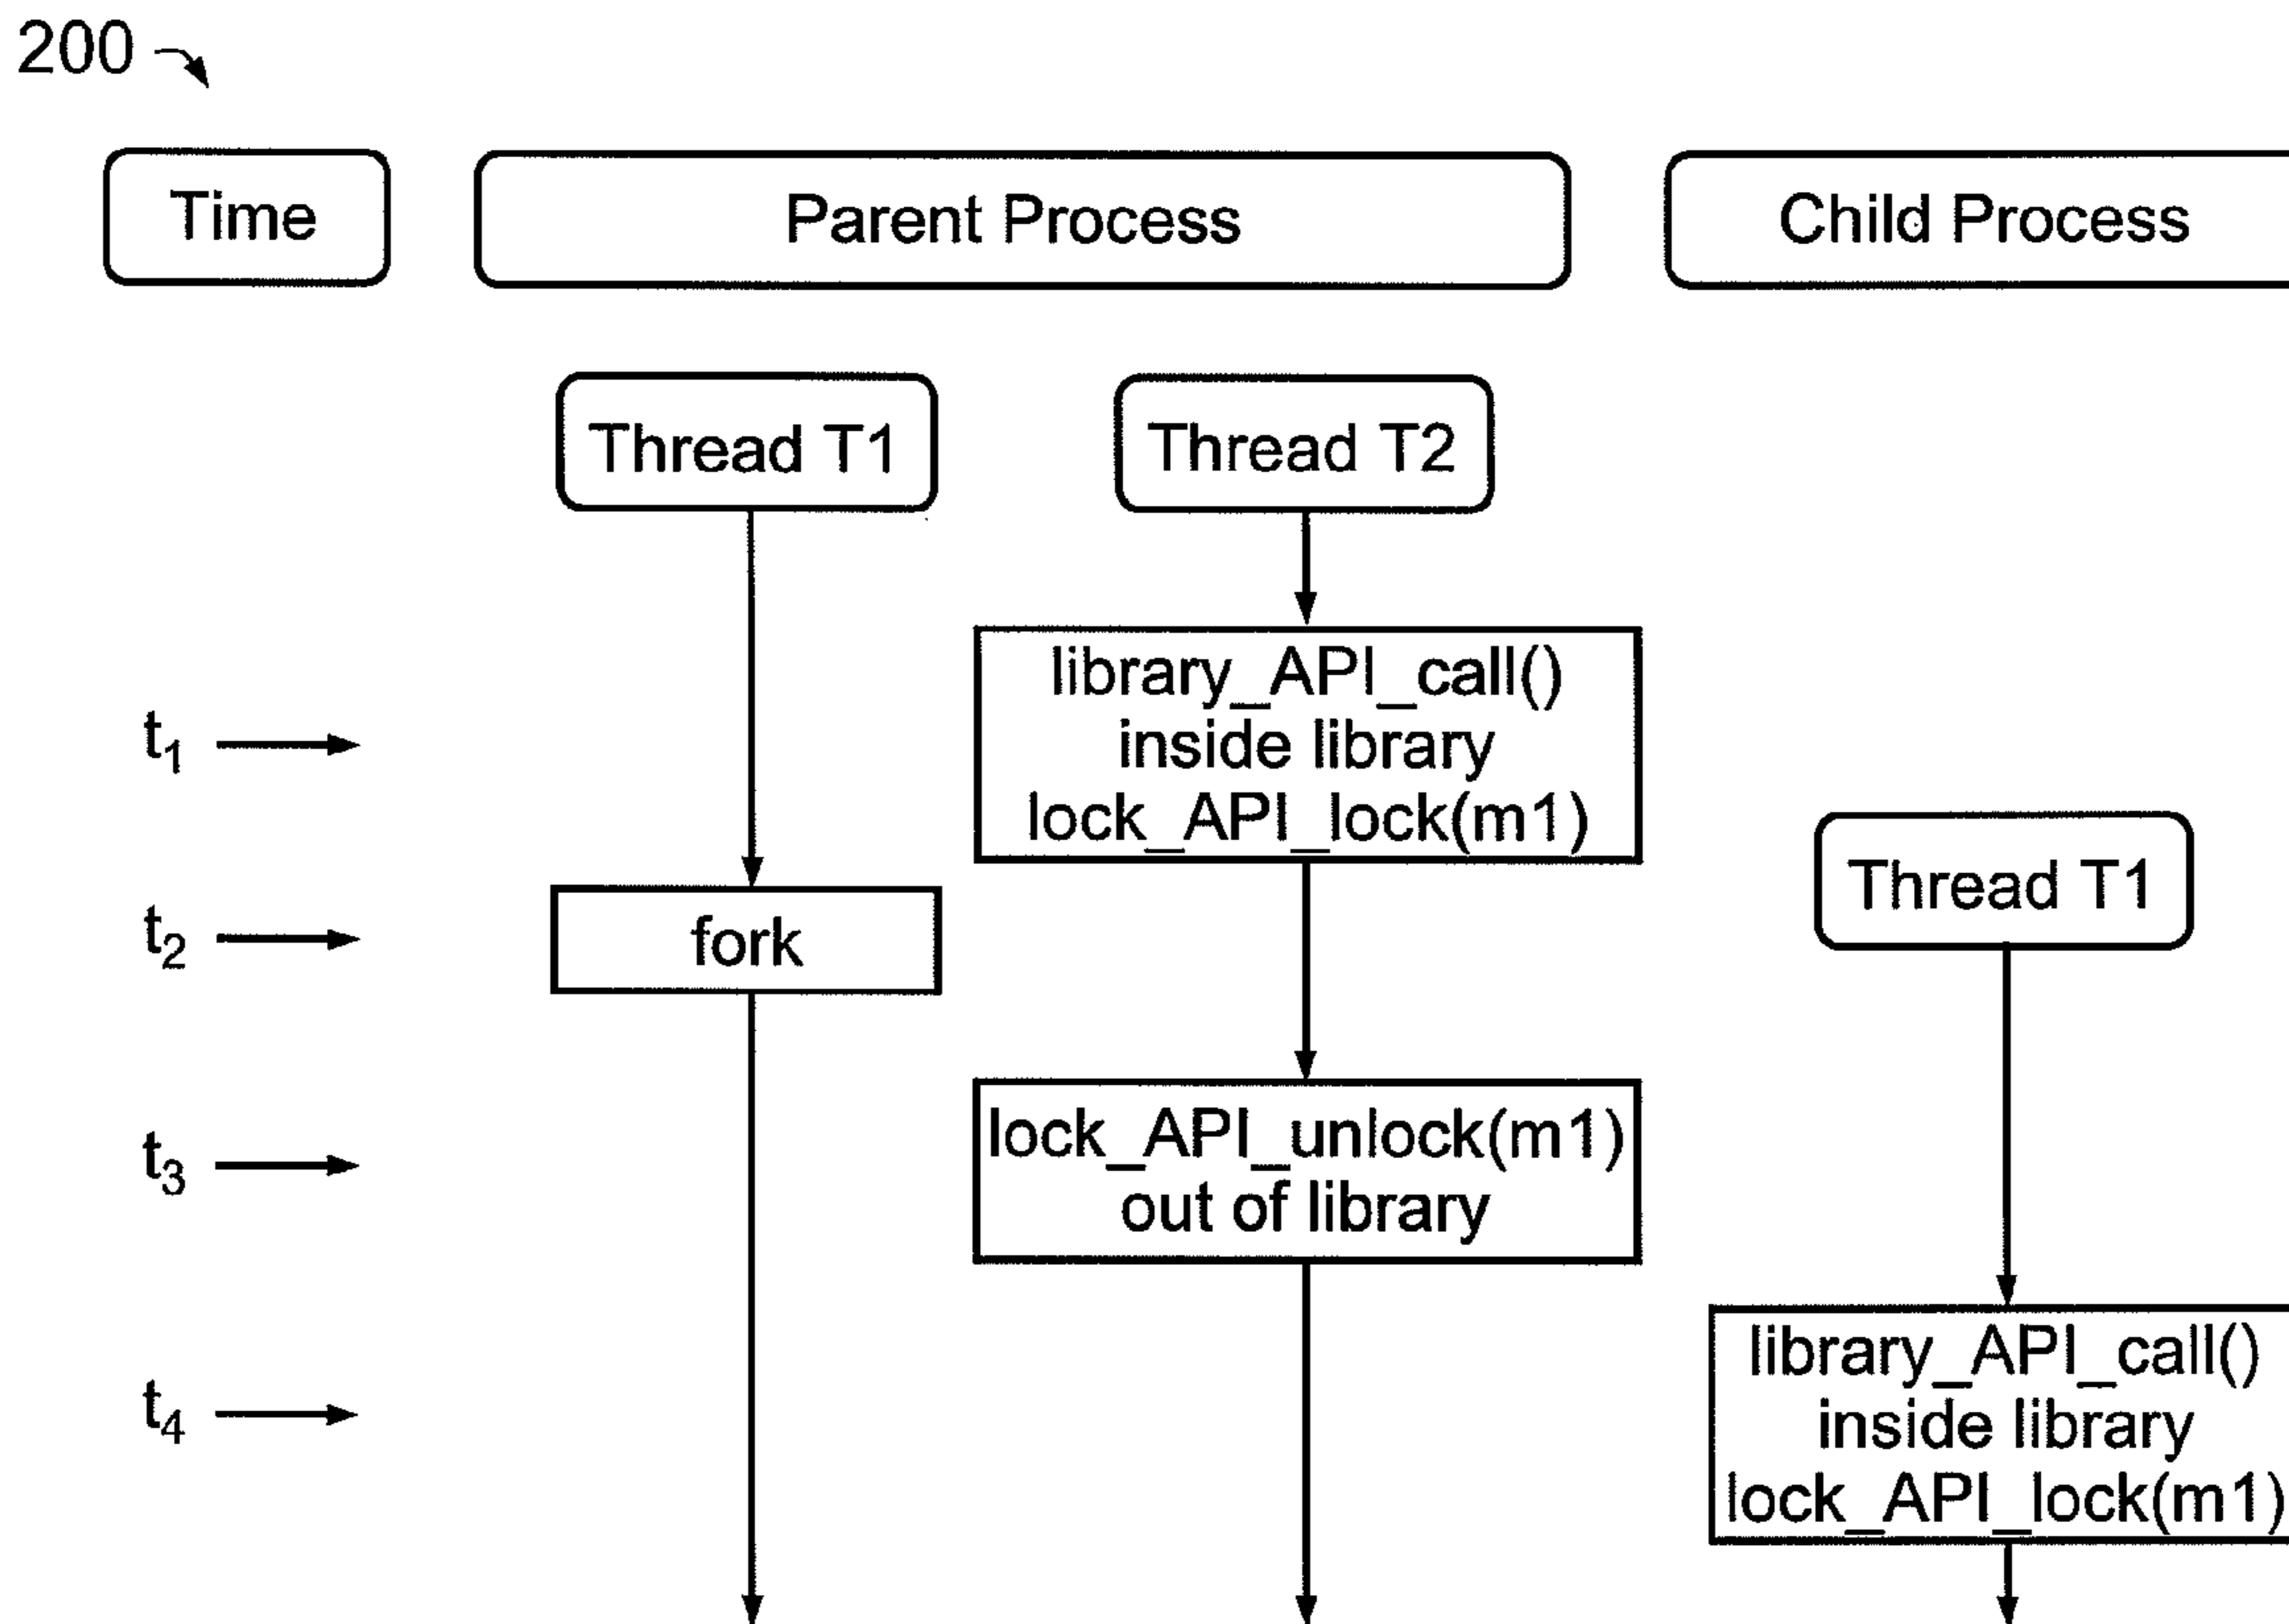 200
Time
Parent Process
Child Process
Thread T1
Thread T2
library_API_call()
inside library
lock_API_lock(m1)
t1
Thread T1
fork
t2
lock_API_unlock(m1)
out of library
t3
library_API_call()
inside library
lock_API_lock(m1)
t4